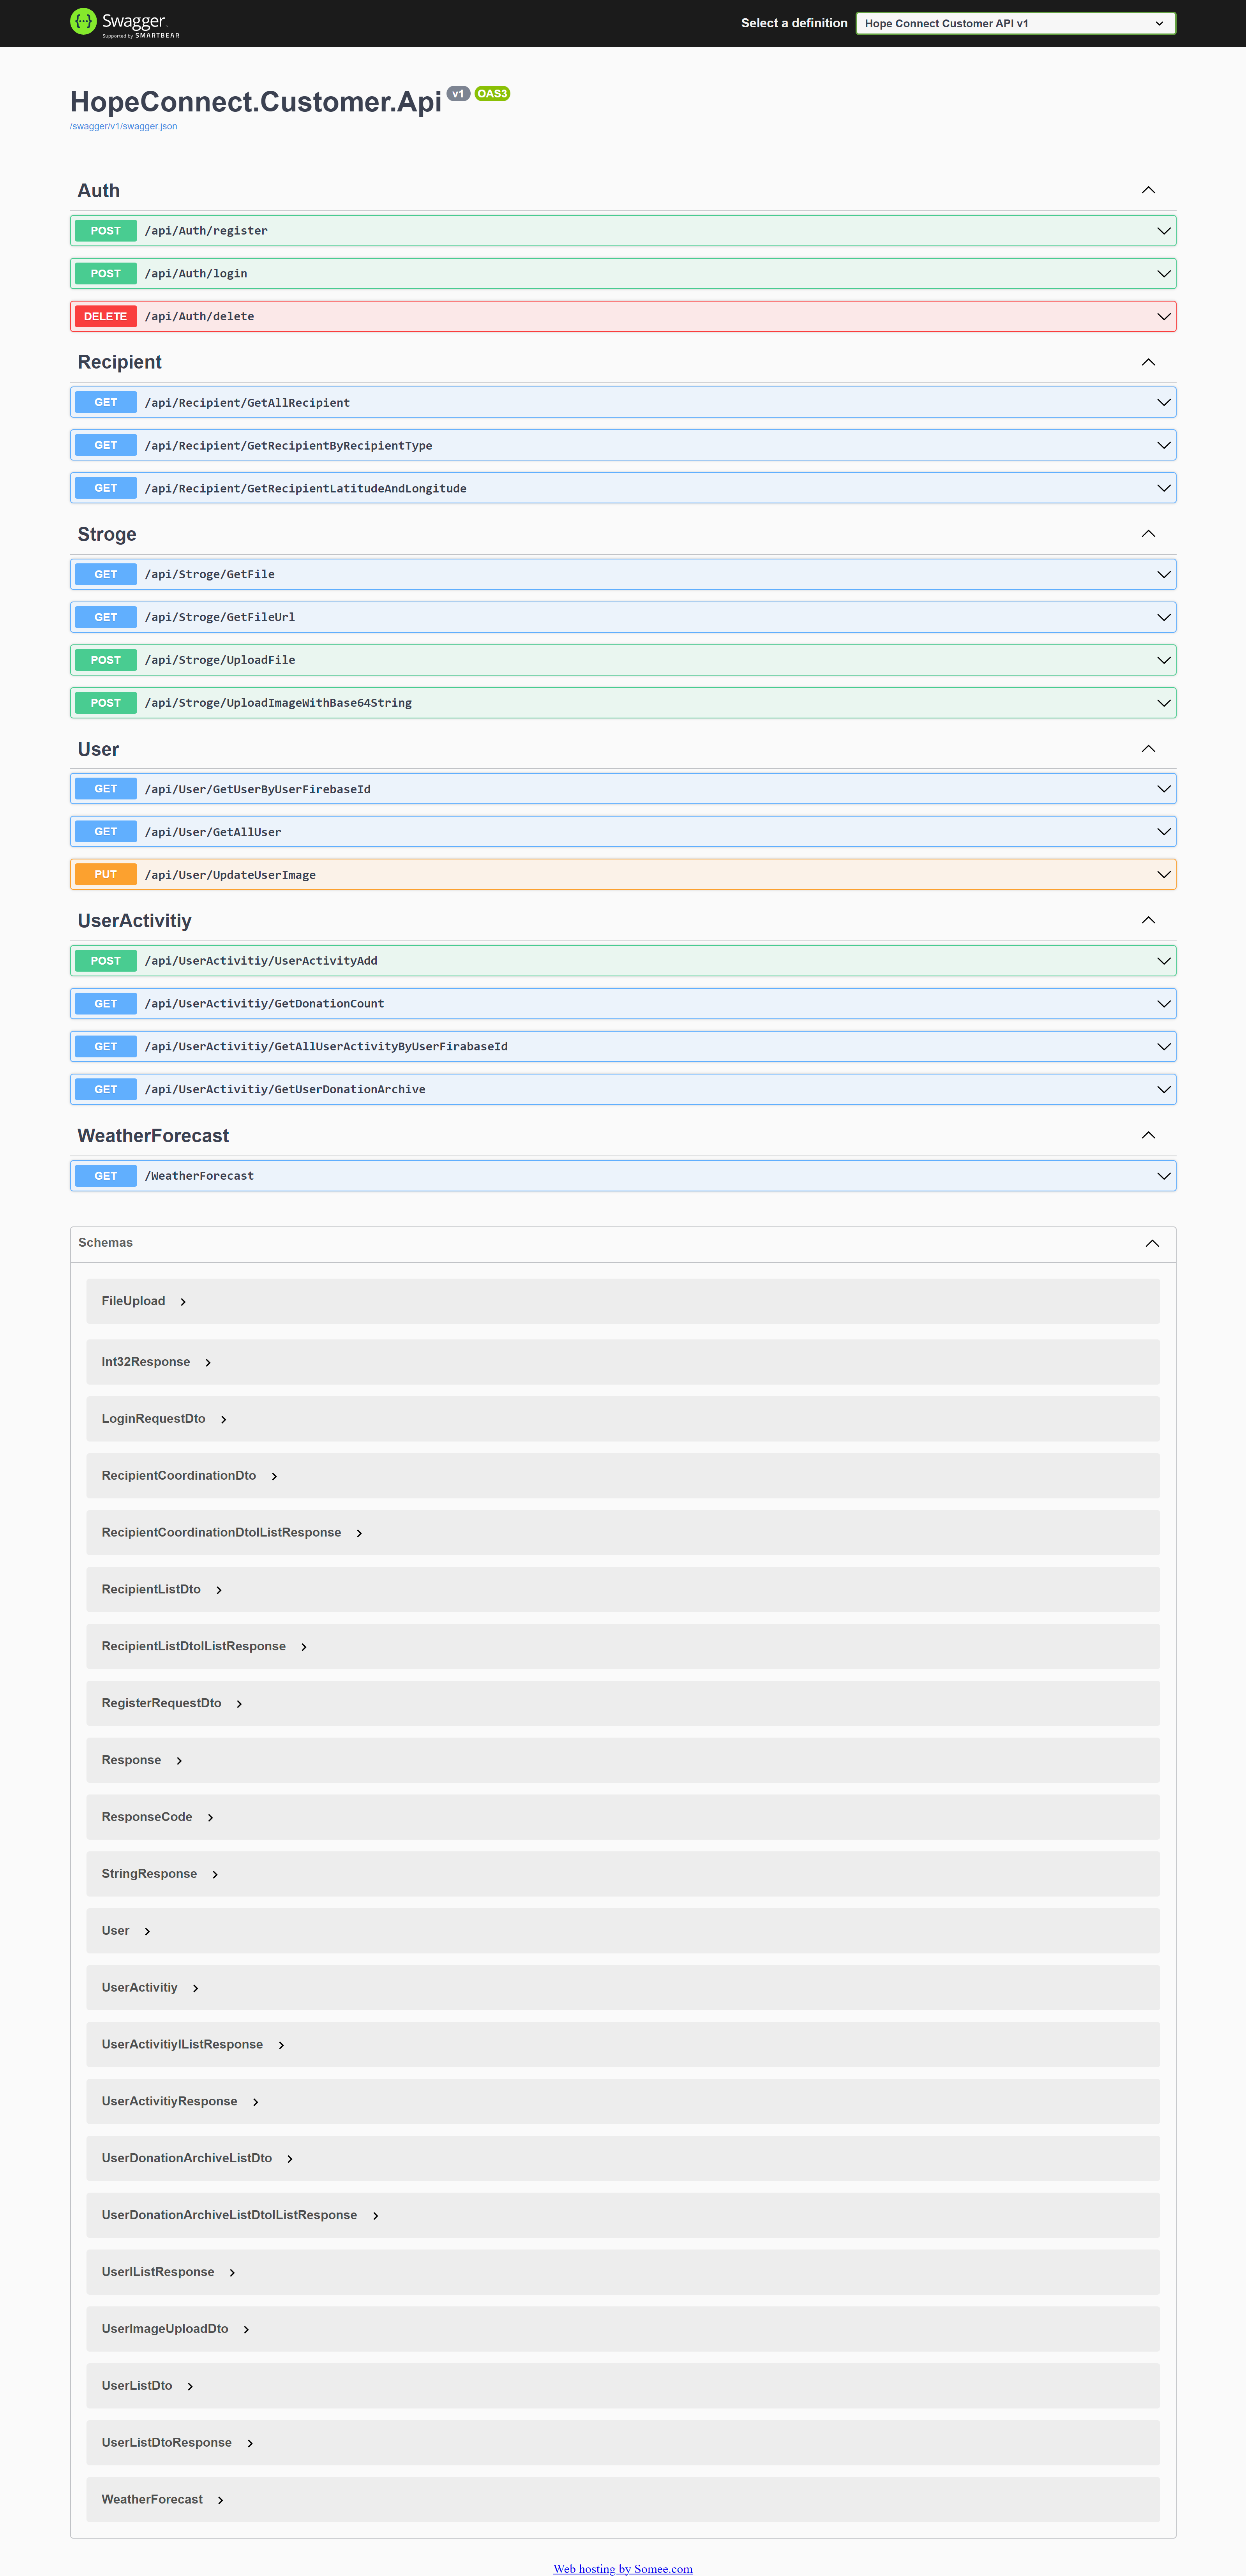 Swagger.
Supported by SMARTBEAR
Select a definition
Hope Connect Customer API v1
HopeConnect.Customer.Api v1 OAS3
/swagger/v1/swagger.json
Auth
POST /api/Auth/register
POST /api/Auth/login
DELETE /api/Auth/delete
Recipient
GET /api/Recipient/GetAllRecipient
GET /api/Recipient/GetRecipientByRecipientType
GET /api/Recipient/GetRecipientLatitudeAndLongitude
Stroge
GET /api/Stroge/GetFile
GET /api/Stroge/GetFileUrl
POST /api/Stroge/UploadFile
POST /api/Stroge/UploadImageWithBase64String
User
GET /api/User/GetUserByUserFirebaseId
GET /api/User/GetAllUser
PUT /api/User/UpdateUserImage
UserActivitiy
POST /api/UserActivitiy/UserActivityAdd
GET /api/UserActivitiy/GetDonationCount
GET /api/UserActivitiy/GetAllUserActivityByUserFirabaseId
GET /api/UserActivitiy/GetUserDonationArchive
WeatherForecast
GET /WeatherForecast
Schemas
FileUpload
Int32Response
LoginRequestDto
RecipientCoordinationDto
RecipientCoordinationDtoIListResponse
RecipientListDto
RecipientListDtoIListResponse
RegisterRequestDto
Response
ResponseCode
StringResponse
User
UserActivitiy
UserActivitiyIListResponse
UserActivitiyResponse
UserDonationArchiveListDto
UserDonationArchiveListDtoIListResponse
UserIListResponse
UserImageUploadDto
UserListDto
UserListDtoResponse
WeatherForecast
Web hosting by Somee.com